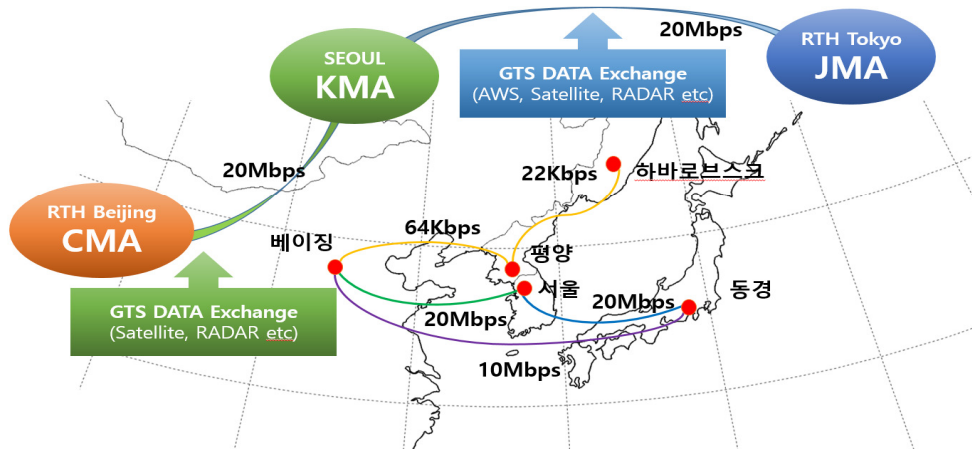 20Mbps
RTH Tokyo
JMA
SEOUL
KMA
GTS DATA Exchange
(AWS, Satellite, RADAR etc)
20Mbps
22Kbps
하바로브스크
RTH Beijing
CMA
베이징
64Kbps
평양
서울
동경
20Mbps
20Mbps
GTS DATA Exchange
(Satellite, RADAR etc)
10Mbps